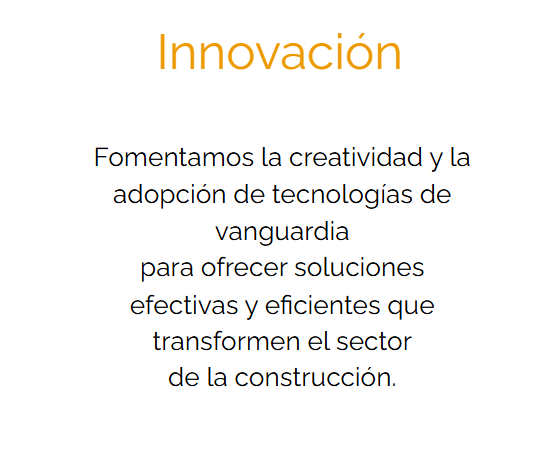 Innovación
Fomentamos la creatividad y la
adopción de tecnologías de
vanguardia
para ofrecer soluciones
efectivas y eficientes que
transformen el sector
de la construcción.